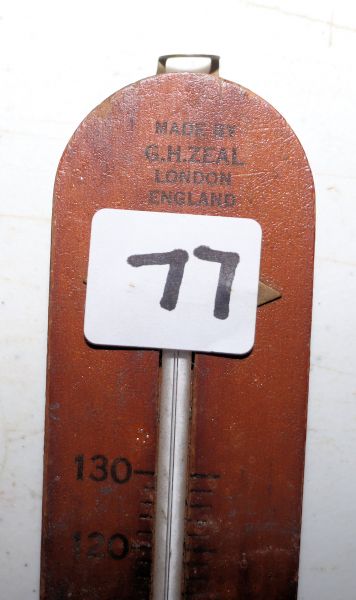 MADE BY
G.H.ZEAL
LONDON
ENGLAND
77
130
120